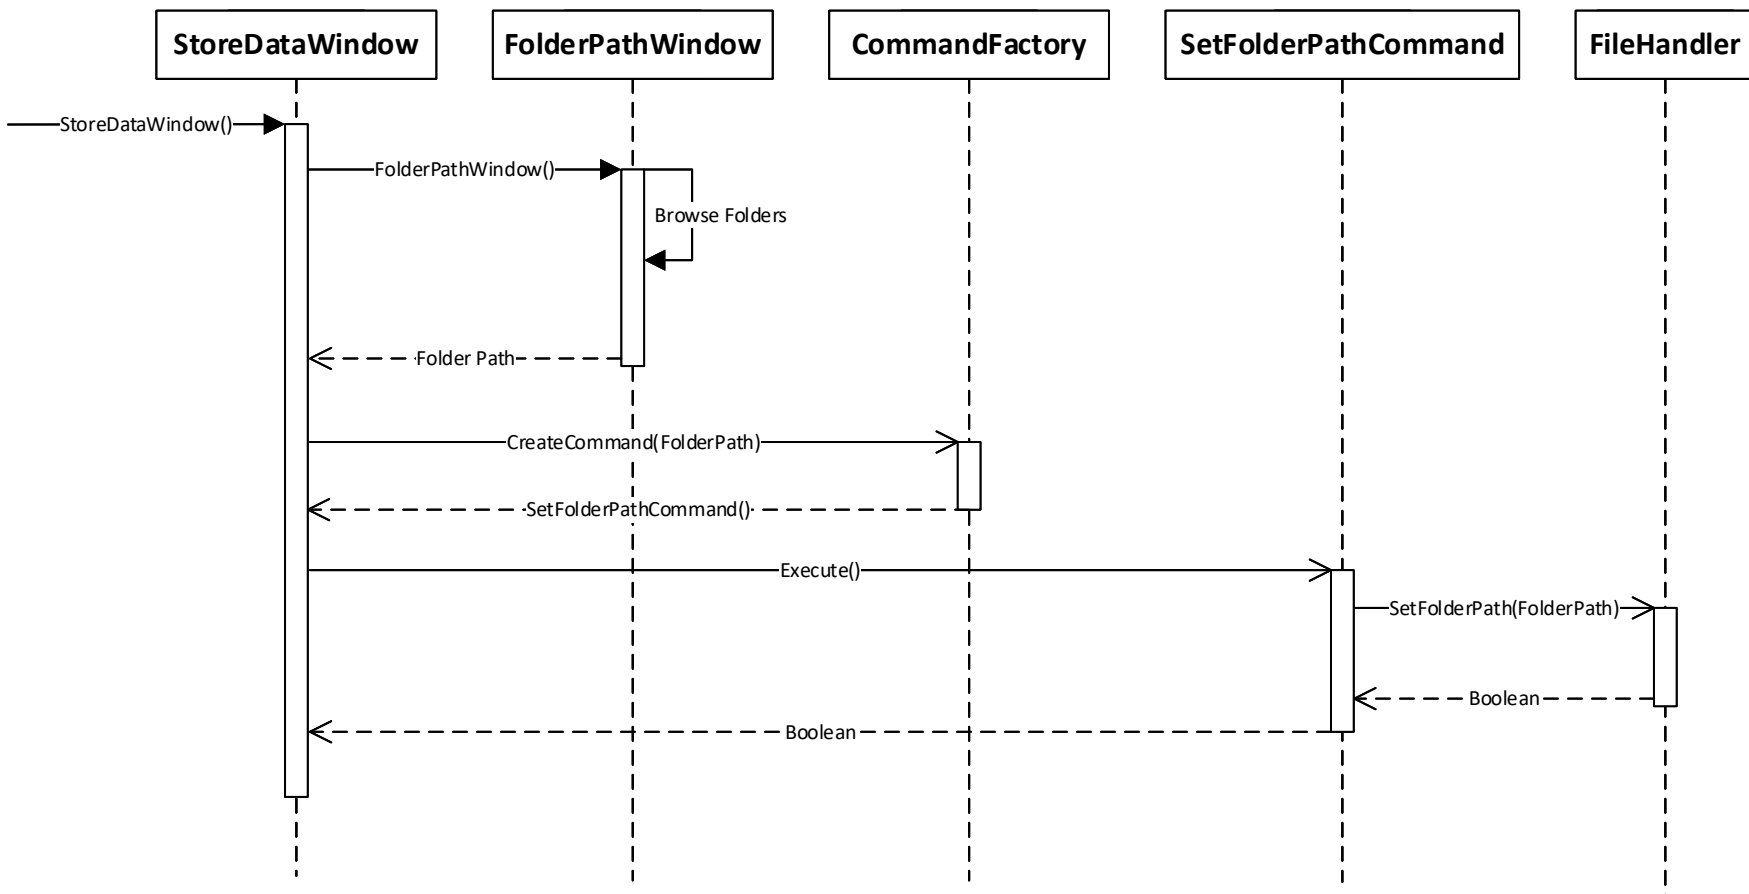 StoreDataWindow
FolderPathWindow
CommandFactory
SetFolderPathCommand
FileHandler
StoreDataWindow()
FolderPathWindow()
Browse Folders
Folder Path
CreateCommand(FolderPath)
SetFolderPathCommand()
Execute()
SetFolderPath(FolderPath)
Boolean
Boolean